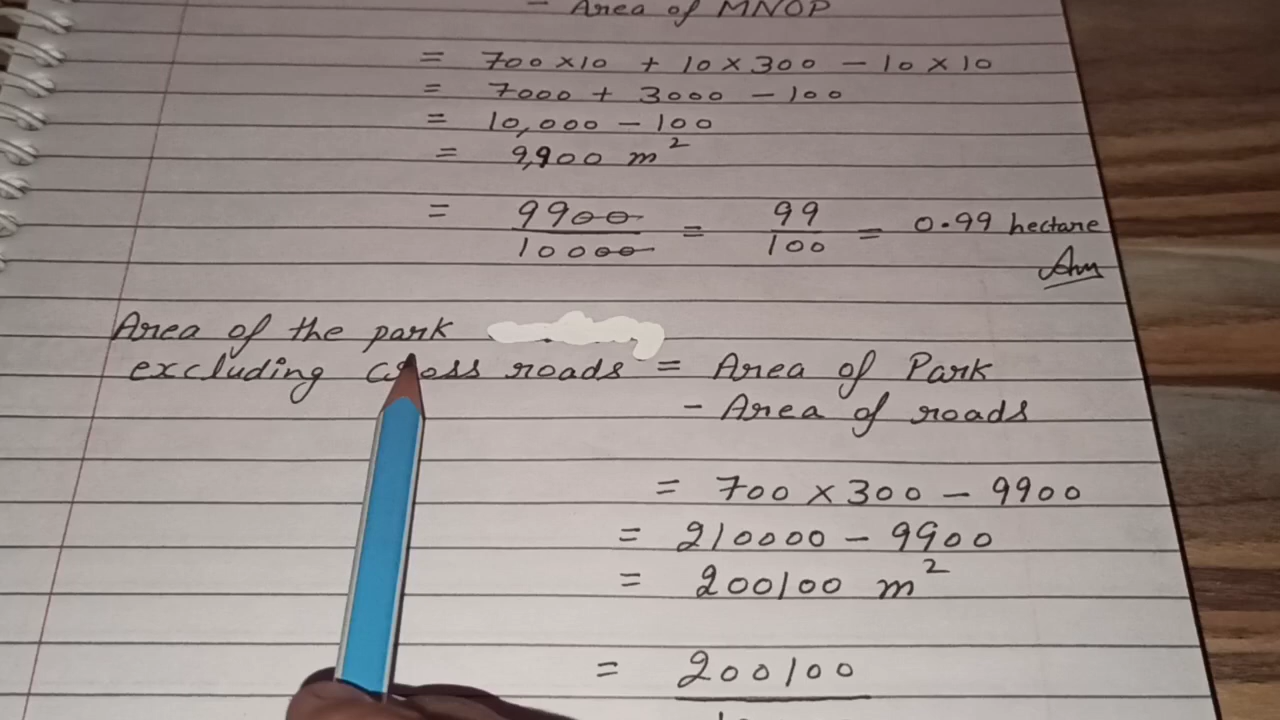 - Area of MNOP
= 700 × 10 + 10 × 300 - 10 × 10
= 7000 + 3000 - 100
= 10,000 - 100
= 9,900 m²
= 9900/10000 = 99/100 = 0.99 hectare
Ans
Area of the park
excluding cross roads = Area of Park
- Area of roads
= 700 × 300 - 9900
= 210000 - 9900
= 200100 m²
= 200100